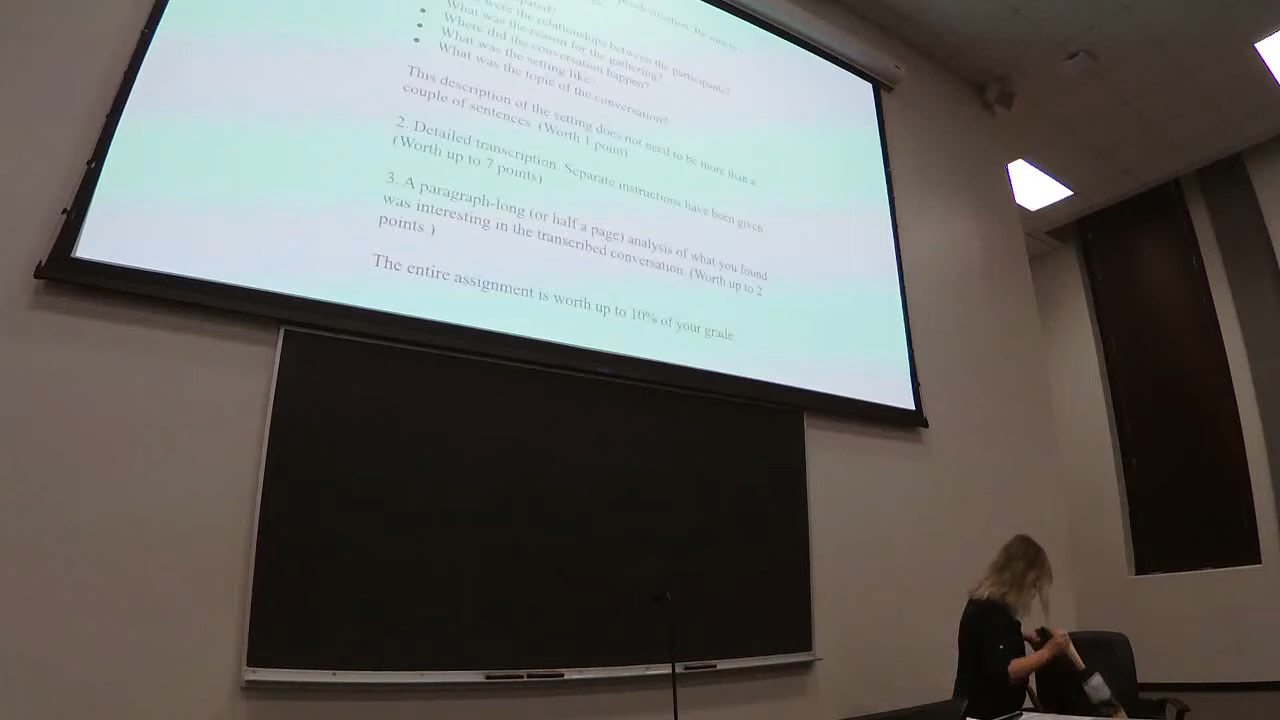 were the relationships between the participants?
What was the reason for the gathering?
Where did the conversation happen?
What was the setting like?
What was the topic of the conversation?
This description of the setting does not need to be more than a
couple of sentences. (Worth 1 point)
2. Detailed transcription. Separate instructions have been given
(Worth up to 7 points)
3. A paragraph-long (or half a page) analysis of what you found
was interesting in the transcribed conversation. (Worth up to 2
points.)
The entire assignment is worth up to 10% of your grade